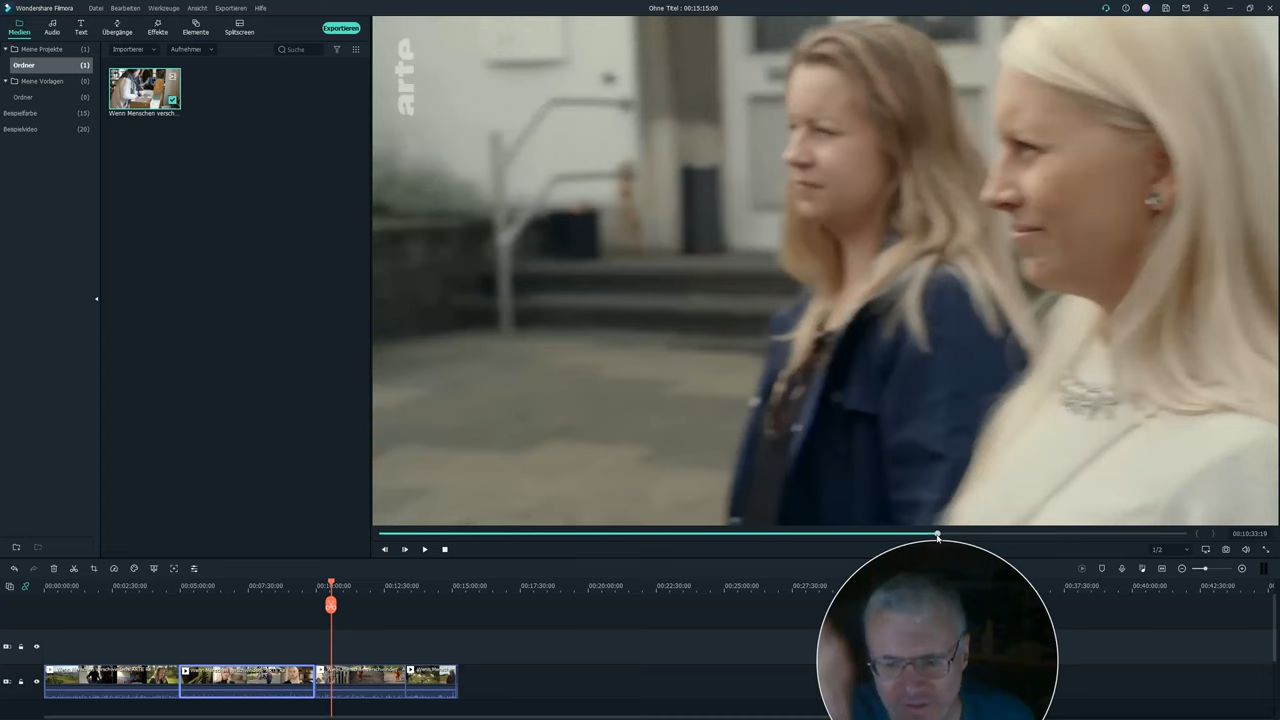 Wondershare Filmora
Datei
Bearbeiten
Werkzeuge
Ansicht
Exportieren
Hilfe
Ohne Titel : 00:15:15:00
Medien
Audio
Text
Übergänge
Effekte
Elemente
Splitscreen
Exportieren
Meine Projekte (1)
Ordner (1)
Meine Vorlagen (0)
Ordner (0)
Beispielfarbe (15)
Beispielvideo (20)
Importieren
Aufnehmen
Suche
Wenn Menschen versch...
arte
00:10:33:19
1/2
00:00:00:00
00:02:30:00
00:05:00:00
00:07:30:00
00:10:00:00
00:12:30:00
00:15:00:00
00:17:30:00
00:20:00:00
00:22:30:00
00:25:00:00
00:27:30:00
00:37:30:00
00:40:00:00
00:42:30:00